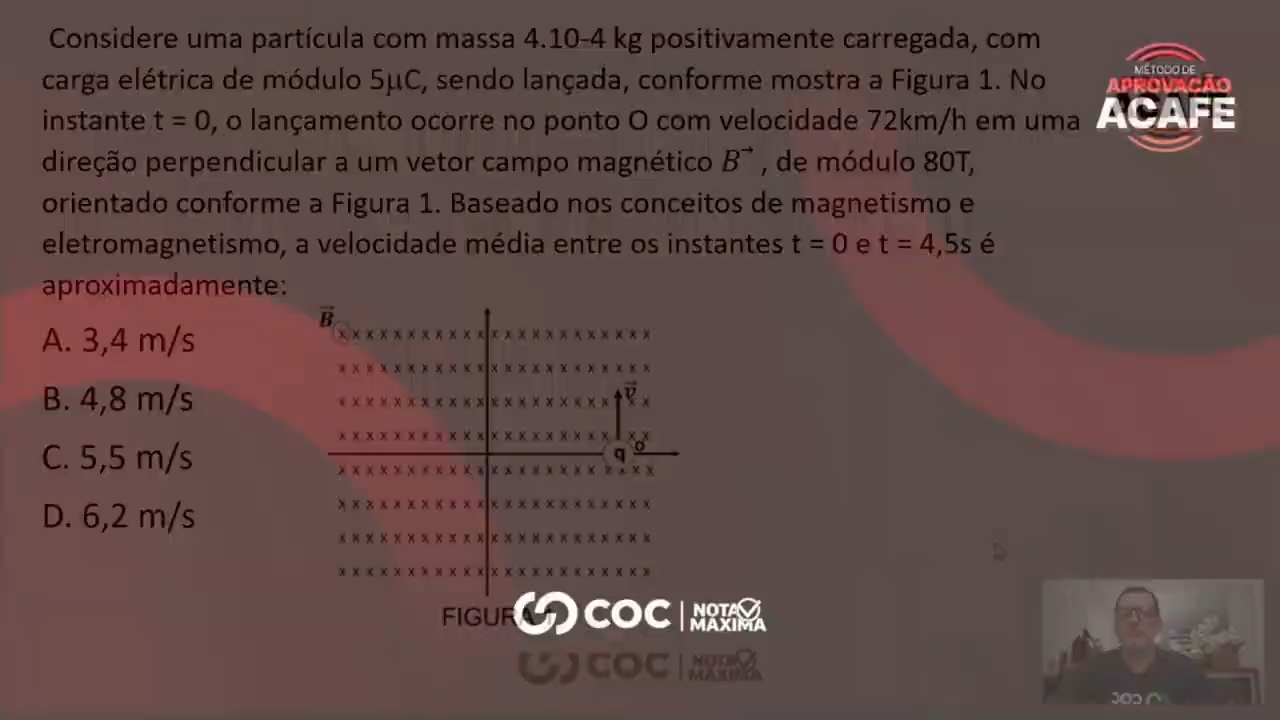 Considere uma partícula com massa 4.10-4 kg positivamente carregada, com
carga elétrica de módulo 5μC, sendo lançada, conforme mostra a Figura 1. No
instante t = 0, o lançamento ocorre no ponto O com velocidade 72km/h em uma
direção perpendicular a um vetor campo magnético B⃗ , de módulo 80T,
orientado conforme a Figura 1. Baseado nos conceitos de magnetismo e
eletromagnetismo, a velocidade média entre os instantes t = 0 e t = 4,5s é
aproximadamente:
A. 3,4 m/s
B. 4,8 m/s
C. 5,5 m/s
D. 6,2 m/s
B⃗
x x x x x x x x x x x x x x x x x x x x x x x
x x x x x x x x x x x x x x x x x x x x x x x
x x x x x x x x x x x x x x x x x x x x x x x
v⃗
x x x x x x x x x x x x x x x x x x x x x x x
q
o
x x x x x x x x x x x x x x x x x x x x x x x
x x x x x x x x x x x x x x x x x x x x x x x
x x x x x x x x x x x x x x x x x x x x x x x
x x x x x x x x x x x x x x x x x x x x x x x
FIGURA
COC | NOTA
MÁXIMA
COC | NOTA
MÁXIMA
MÉTODO DE
APROVAÇÃO
ACAFE